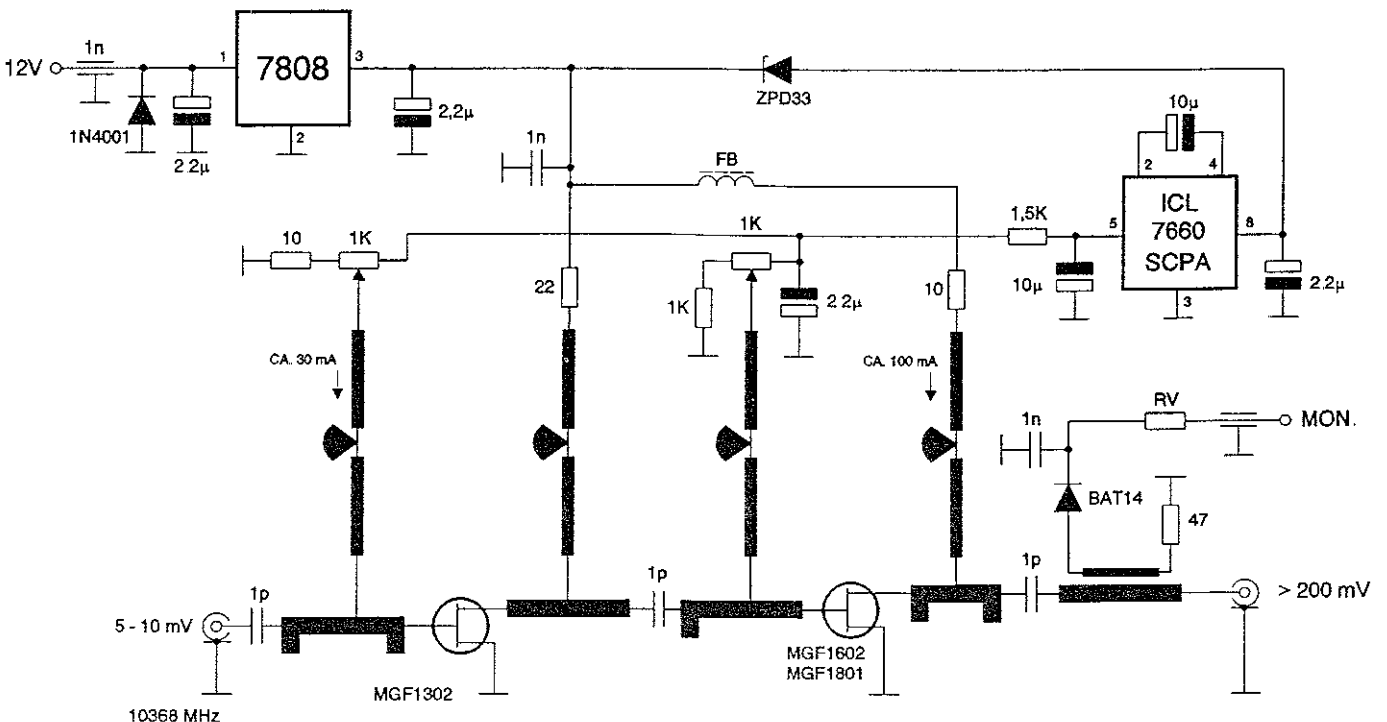 1n
12V
1
7808
3
2
1N4001
2.2µ
2,2µ
ZPD33
10µ
2
4
ICL
7660
SCPA
5
8
3
1,5K
10µ
2,2µ
1n
FB
10
1K
22
1K
1K
2.2µ
10
CA. 30 mA
CA. 100 mA
RV
1n
MON.
BAT14
47
1p
1p
1p
5 - 10 mV
> 200 mV
MGF1302
MGF1602
MGF1801
10368 MHz